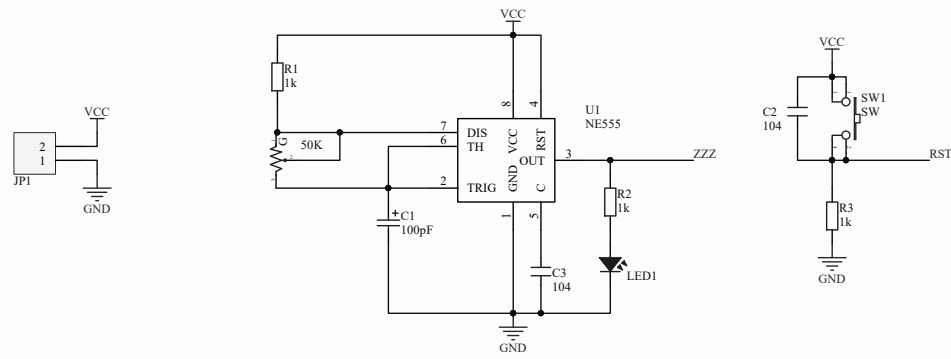 VCC
2
1
JP1
GND
VCC
R1
1k
G
50K
7
6
2
DIS
TH
TRIG
8
4
VCC
RST
OUT
GND
C
1
5
3
U1
NE555
ZZZ
C1
100pF
C3
104
R2
1k
LED1
GND
VCC
C2
104
SW1
SW
RST
R3
1k
GND